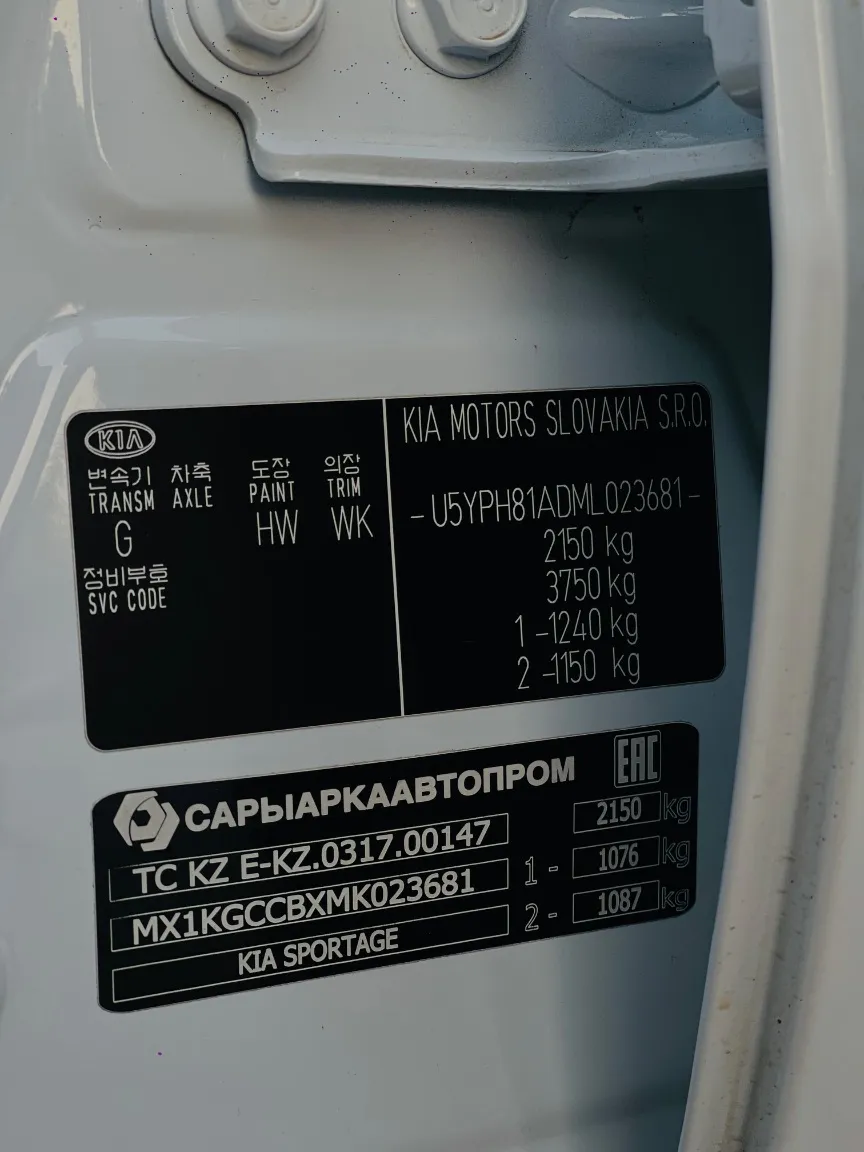 KIA
변속기 차축 도장 의장
TRANSM AXLE PAINT TRIM
G HW WK
정비부호
SVC CODE
KIA MOTORS SLOVAKIA S.R.O.
-U5YPH81ADML023681-
2150 kg
3750 kg
1 -1240 kg
2 -1150 kg
САРЫАРКААВТОПРОМ
EAC
ТС KZ E-KZ.0317.00147
MX1KGCCBXMK023681
KIA SPORTAGE
2150 kg
1 - 1076 kg
2 - 1087 kg